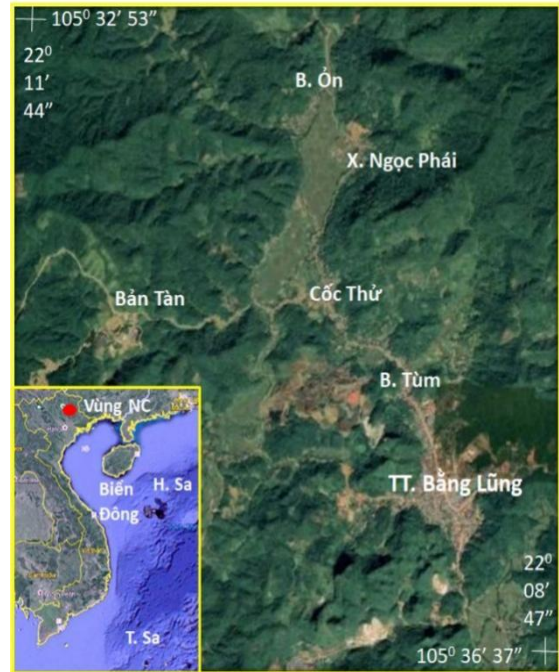 105⁰ 32’ 53”
22⁰
11’
44”
B. Ỏn
X. Ngọc Phái
Bản Tàn
Cốc Thử
B. Tùm
TT. Bằng Lũng
Vùng NC
H. Sa
Biển
Đông
T. Sa
22⁰
08’
47”
105⁰ 36’ 37”